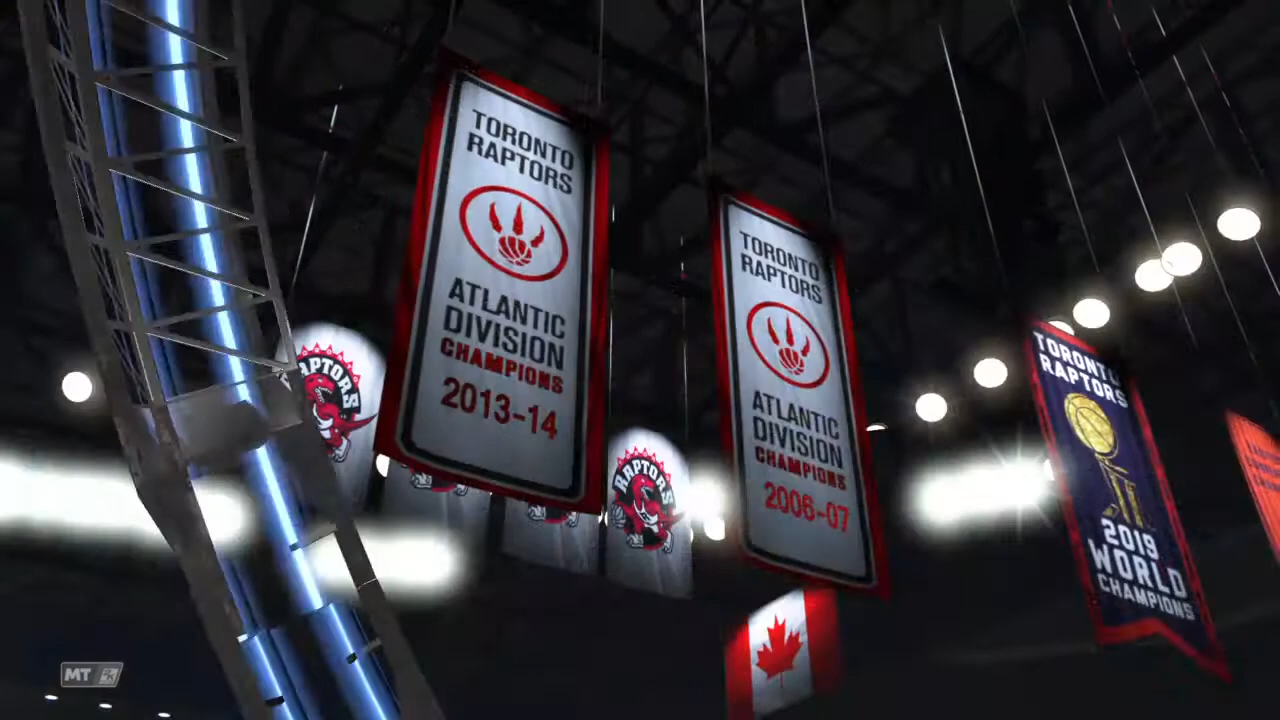 TORONTO
RAPTORS
ATLANTIC
DIVISION
CHAMPIONS
2013-14
TORONTO
RAPTORS
ATLANTIC
DIVISION
CHAMPIONS
2006-07
TORONTO
RAPTORS
2019
WORLD
CHAMPIONS
RAPTORS
RAPTORS
MT